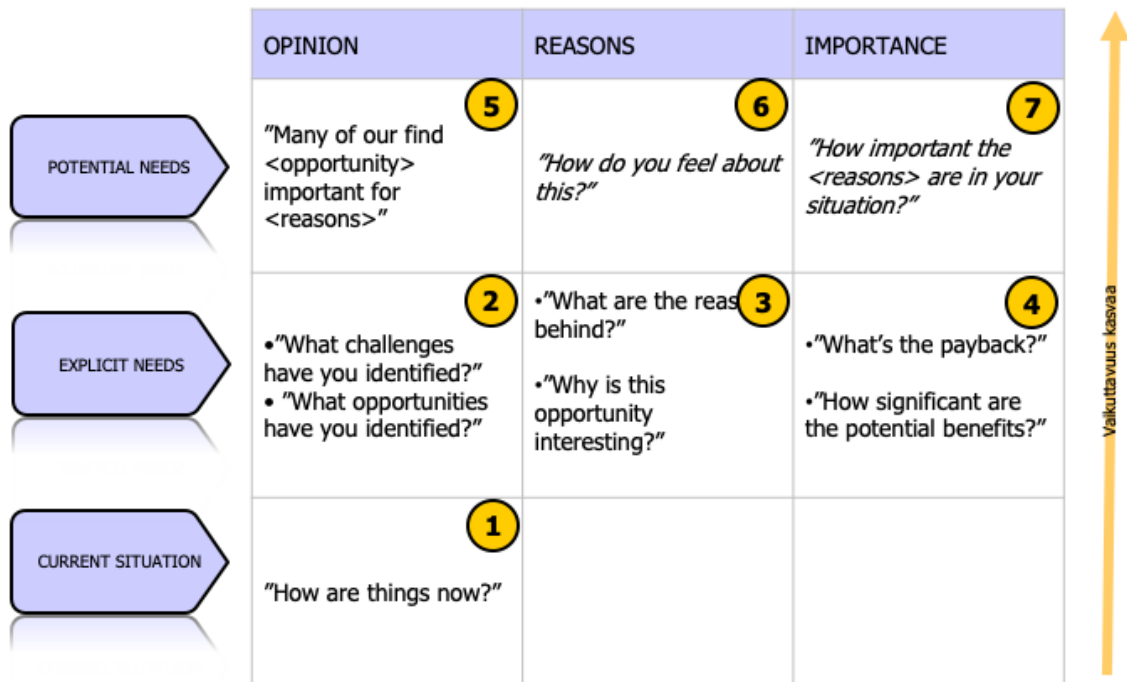 OPINION
REASONS
IMPORTANCE
POTENTIAL NEEDS
5
”Many of our find
<opportunity>
important for
<reasons>”
6
”How do you feel about
this?”
7
”How important the
<reasons> are in your
situation?”
EXPLICIT NEEDS
2
•”What challenges
have you identified?”
• ”What opportunities
have you identified?”
3
•”What are the reas
behind?”
•”Why is this
opportunity
interesting?”
4
•”What’s the payback?”
•”How significant are
the potential benefits?”
CURRENT SITUATION
1
”How are things now?”
Vaikuttavuus kasvaa